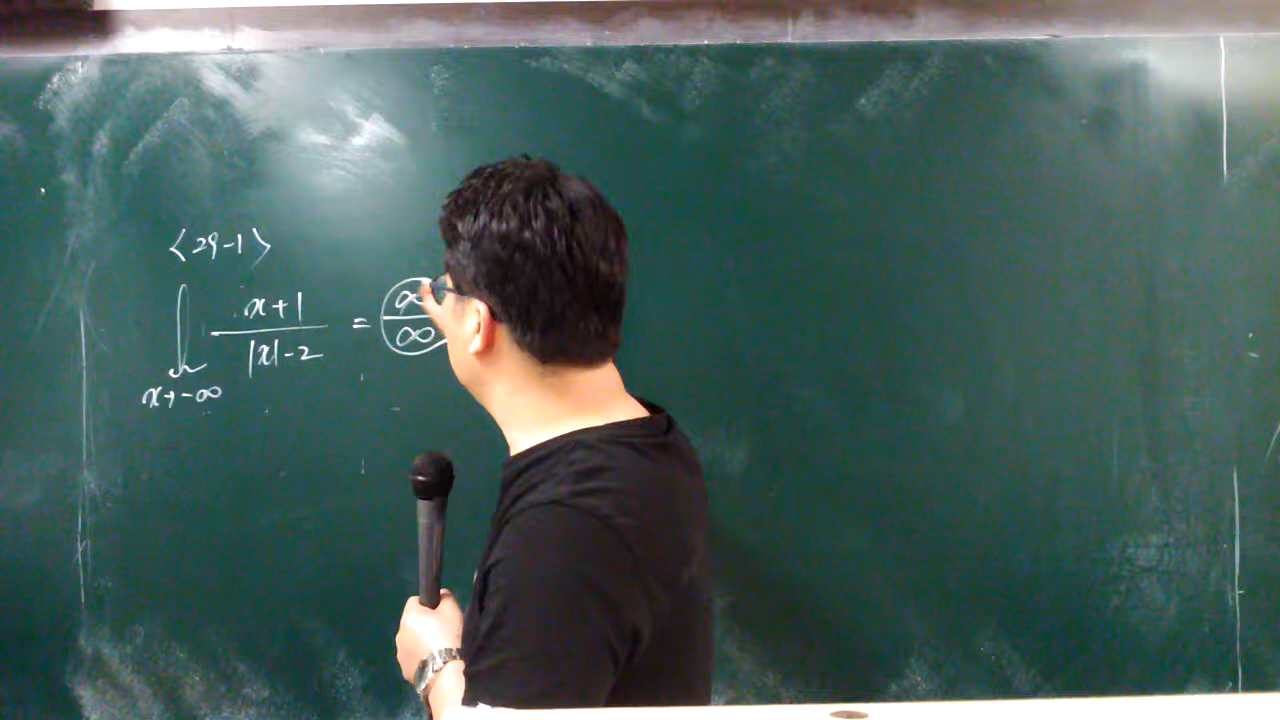 <29-1>
lim x→-∞ x+1 / |x|-2 = ∞ / ∞